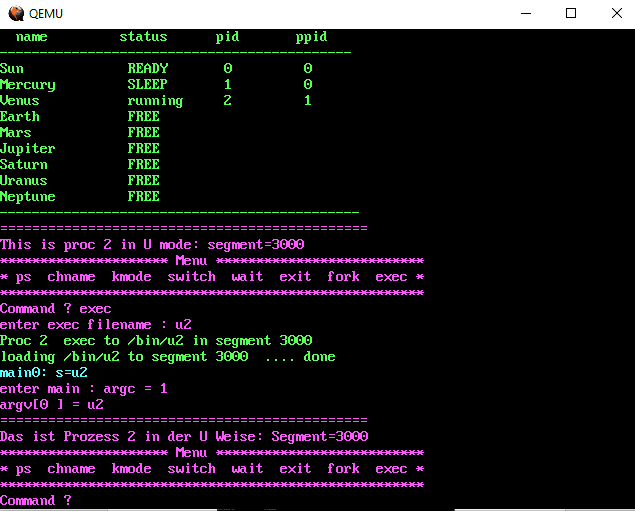 QEMU
name status pid ppid
--------------------------------------------
Sun READY 0 0
Mercury SLEEP 1 0
Venus running 2 1
Earth FREE
Mars FREE
Jupiter FREE
Saturn FREE
Uranus FREE
Neptune FREE
---------------------------------------------
==============================================
This is proc 2 in U mode: segment=3000
********************* Menu **************************
* ps chname kmode switch wait exit fork exec *
*****************************************************
Command ? exec
enter exec filename : u2
Proc 2 exec to /bin/u2 in segment 3000
loading /bin/u2 to segment 3000 .... done
main0: s=u2
enter main : argc = 1
argv[0 ] = u2
==============================================
Das ist Prozess 2 in der U Weise: Segment=3000
********************* Menu **************************
* ps chname kmode switch wait exit fork exec *
*****************************************************
Command ?